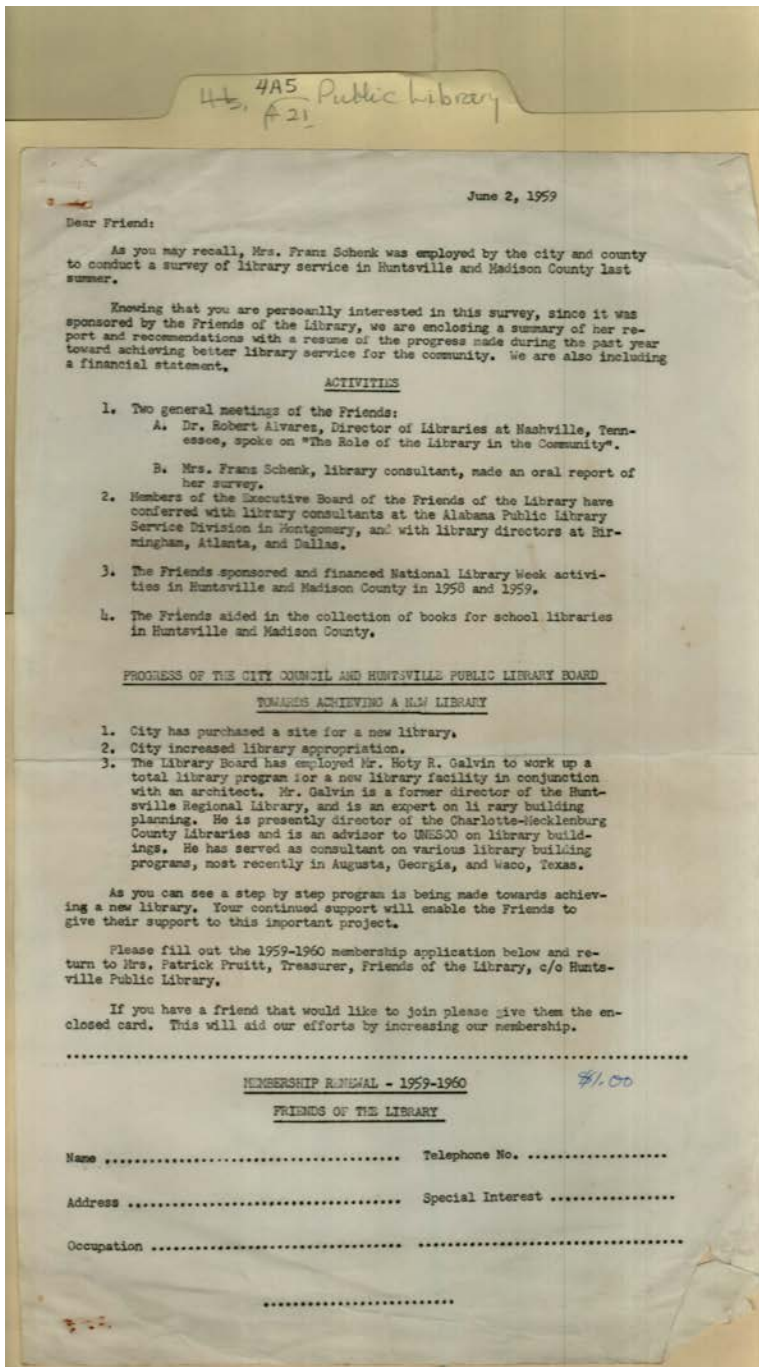 4b, 4A5 Public Library
A 21
June 2, 1959
Dear Friend:
As you may recall, Mrs. Franz Schenk was employed by the city and county
to conduct a survey of library service in Huntsville and Madison County last
summer.
Knowing that you are persoanlly interested in this survey, since it was
sponsored by the Friends of the Library, we are enclosing a summary of her re-
port and recommendations with a resume of the progress made during the past year
toward achieving better library service for the community. We are also including
a financial statement.
ACTIVITIES
1. Two general meetings of the Friends:
A. Dr. Robert Alvarez, Director of Libraries at Nashville, Tenn-
essee, spoke on "The Role of the Library in the Community".
B. Mrs. Franz Schenk, library consultant, made an oral report of
her survey.
2. Members of the Executive Board of the Friends of the Library have
conferred with library consultants at the Alabama Public Library
Service Division in Montgomery, and with library directors at Bir-
mingham, Atlanta, and Dallas.
3. The Friends sponsored and financed National Library Week activi-
ties in Huntsville and Madison County in 1958 and 1959.
4. The Friends aided in the collection of books for school libraries
in Huntsville and Madison County.
PROGRESS OF THE CITY COUNCIL AND HUNTSVILLE PUBLIC LIBRARY BOARD
TOWARDS ACHIEVING A NEW LIBRARY
1. City has purchased a site for a new library.
2. City increased library appropriation.
3. The Library Board has employed Mr. Hoty R. Galvin to work up a
total library program for a new library facility in conjunction
with an architect. Mr. Galvin is a former director of the Hunt-
sville Regional Library, and is an expert on li rary building
planning. He is presently director of the Charlotte-Mecklenburg
County Libraries and is an advisor to UNESCO on library build-
ings. He has served as consultant on various library building
programs, most recently in Augusta, Georgia, and Waco, Texas.
As you can see a step by step program is being made towards achiev-
ing a new library. Your continued support will enable the Friends to
give their support to this important project.
Please fill out the 1959-1960 membership application below and re-
turn to Mrs. Patrick Pruitt, Treasurer, Friends of the Library, c/o Hunts-
ville Public Library.
If you have a friend that would like to join please give them the en-
closed card. This will aid our efforts by increasing our membership.
MEMBERSHIP RENEWAL - 1959-1960 $1.00
FRIENDS OF THE LIBRARY
Name ........................................ Telephone No. ...................
Address ..................................... Special Interest .................
Occupation .................................. ....................................
..........................